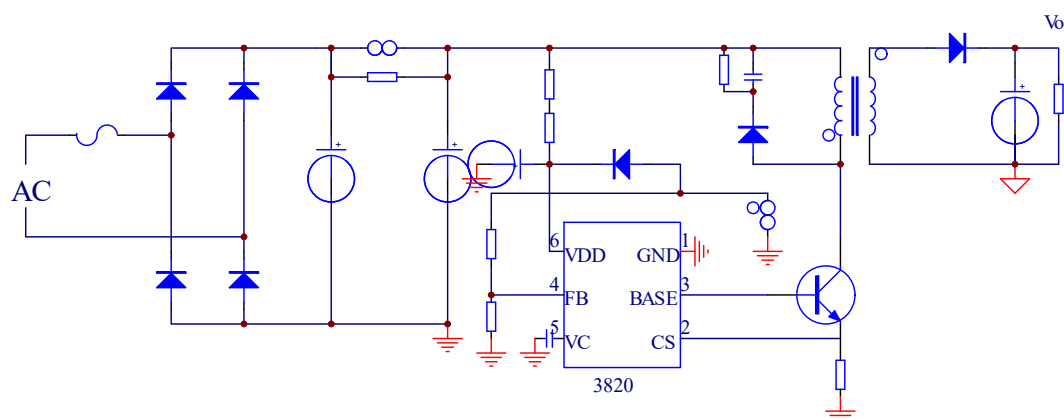 Vo
AC
6 VDD GND 1
4 FB BASE 3
5 VC CS 2
3820